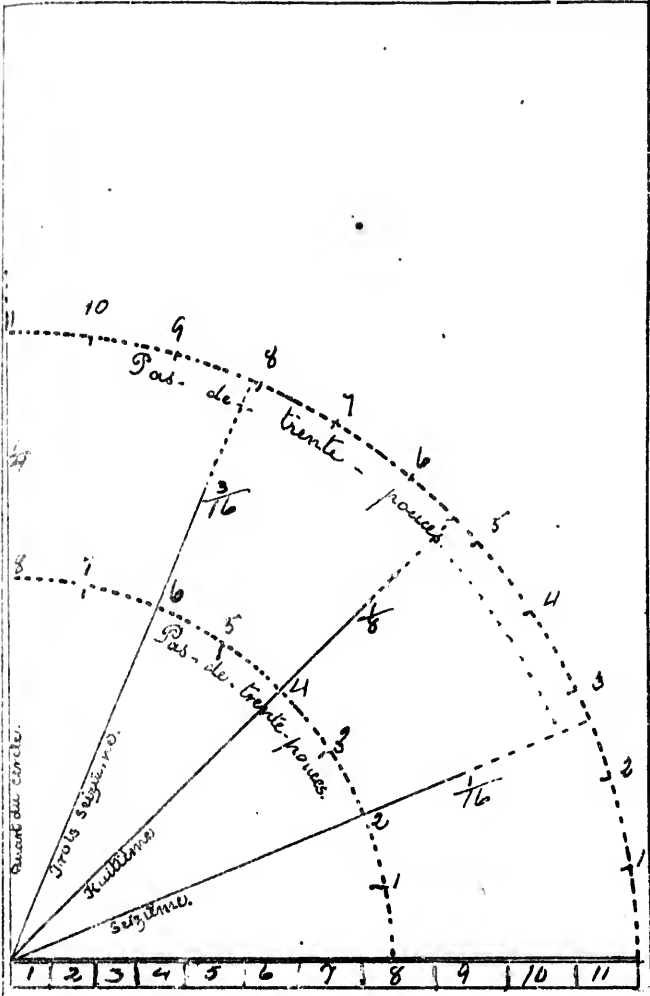 11 10 9 8 7 6 5 4 3 2 1
Pas - de - trente - pouces
3/16
1/8
1/16
8 7 6 5 4 3 2 1
Pas - de - trente - pouces.
Quart du cercle.
Trois seizième.
Huitième
Seizième.
1 2 3 4 5 6 7 8 9 10 11